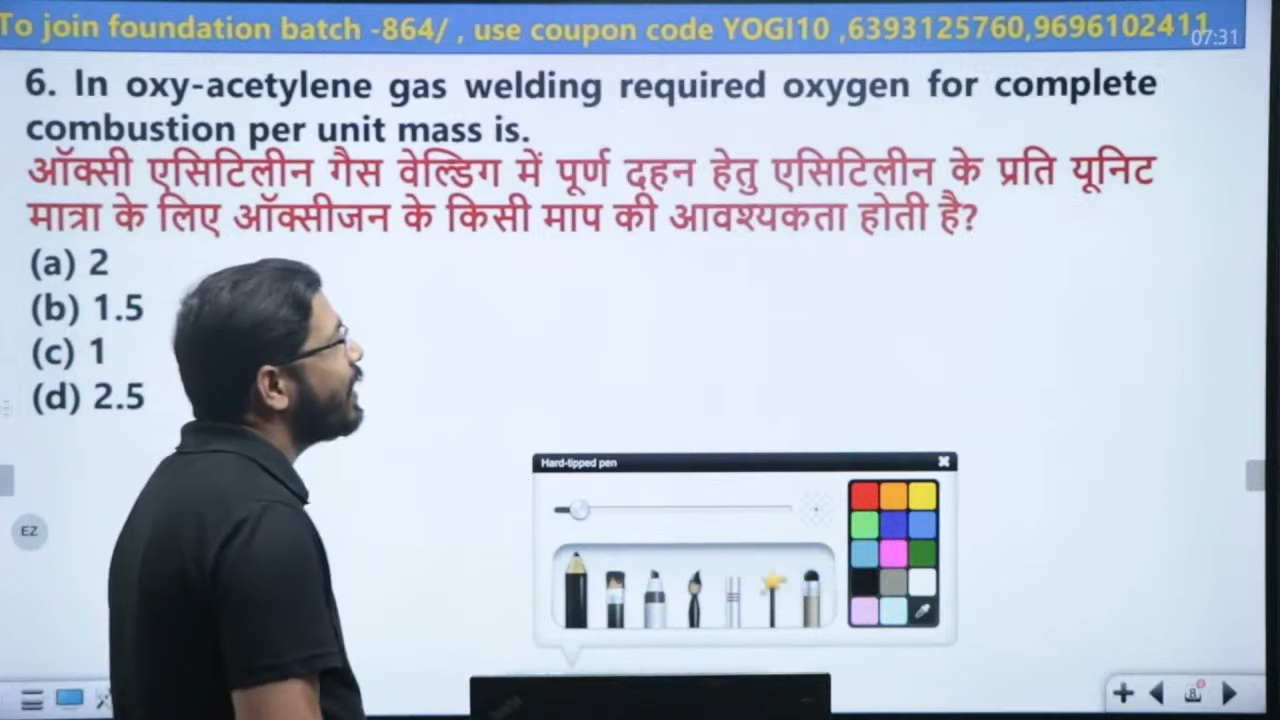 To join foundation batch -864/ , use coupon code YOGI10 ,6393125760,9696102411
07:31
6. In oxy-acetylene gas welding required oxygen for complete
combustion per unit mass is.
ऑक्सी एसिटिलीन गैस वेल्डिग में पूर्ण दहन हेतु एसिटिलीन के प्रति यूनिट
मात्रा के लिए ऑक्सीजन के किसी माप की आवश्यकता होती है?
(a) 2
(b) 1.5
(c) 1
(d) 2.5
Hard-tipped pen
EZ
8